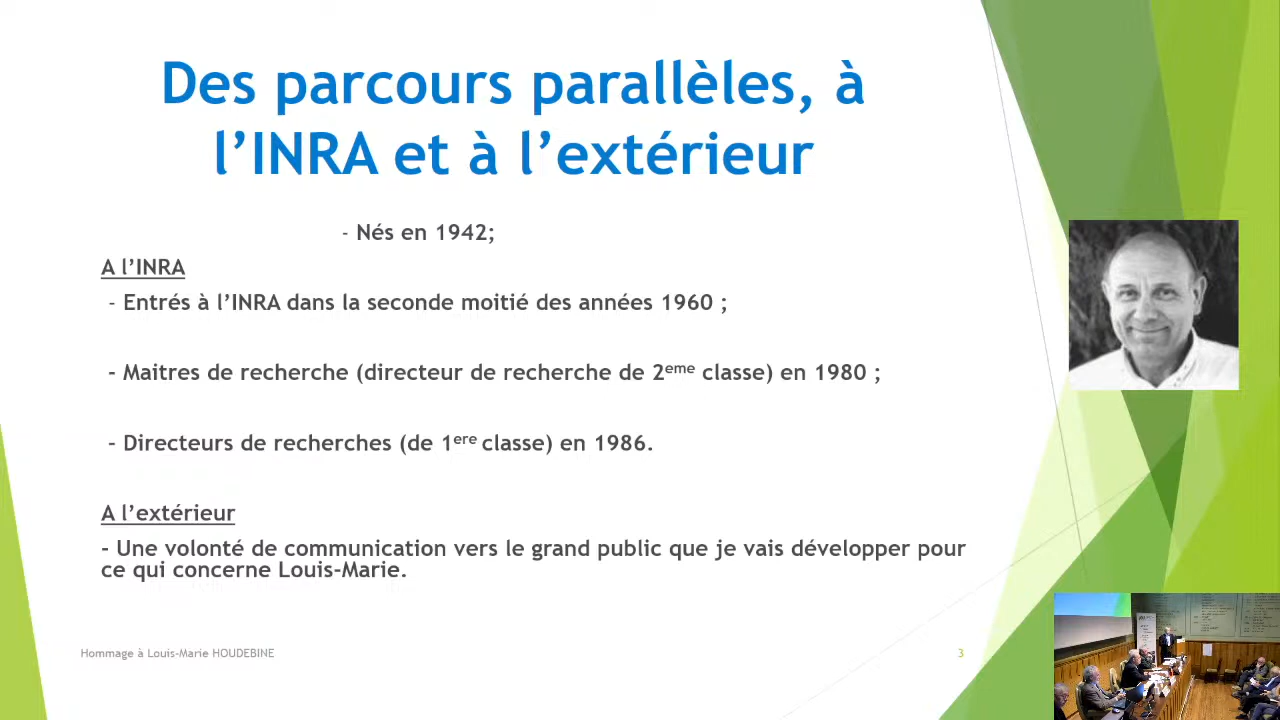 Des parcours parallèles, à
l’INRA et à l’extérieur
- Nés en 1942;
A l’INRA
- Entrés à l’INRA dans la seconde moitié des années 1960 ;
- Maitres de recherche (directeur de recherche de 2eme classe) en 1980 ;
- Directeurs de recherches (de 1ere classe) en 1986.
A l’extérieur
- Une volonté de communication vers le grand public que je vais développer pour
ce qui concerne Louis-Marie.
Hommage à Louis-Marie HOUDEBINE
3